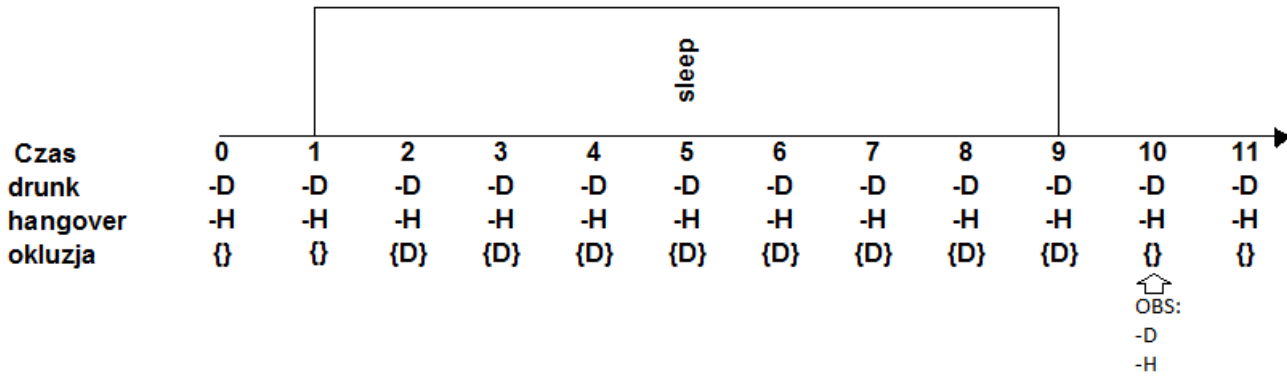 sleep
Czas 0 1 2 3 4 5 6 7 8 9 10 11
drunk -D -D -D -D -D -D -D -D -D -D -D -D
hangover -H -H -H -H -H -H -H -H -H -H -H -H
okluzja {} {} {D} {D} {D} {D} {D} {D} {D} {D} {} {}
OBS:
-D
-H